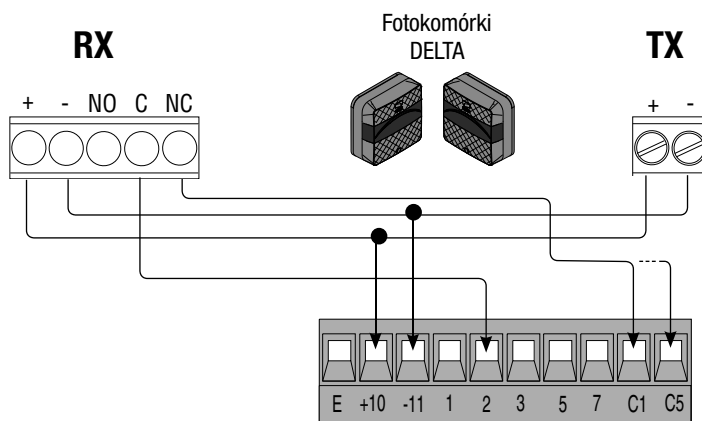 Fotokomórki
DELTA
RX
TX
+ - NO C NC
+ -
E +10 -11 1 2 3 5 7 C1 C5